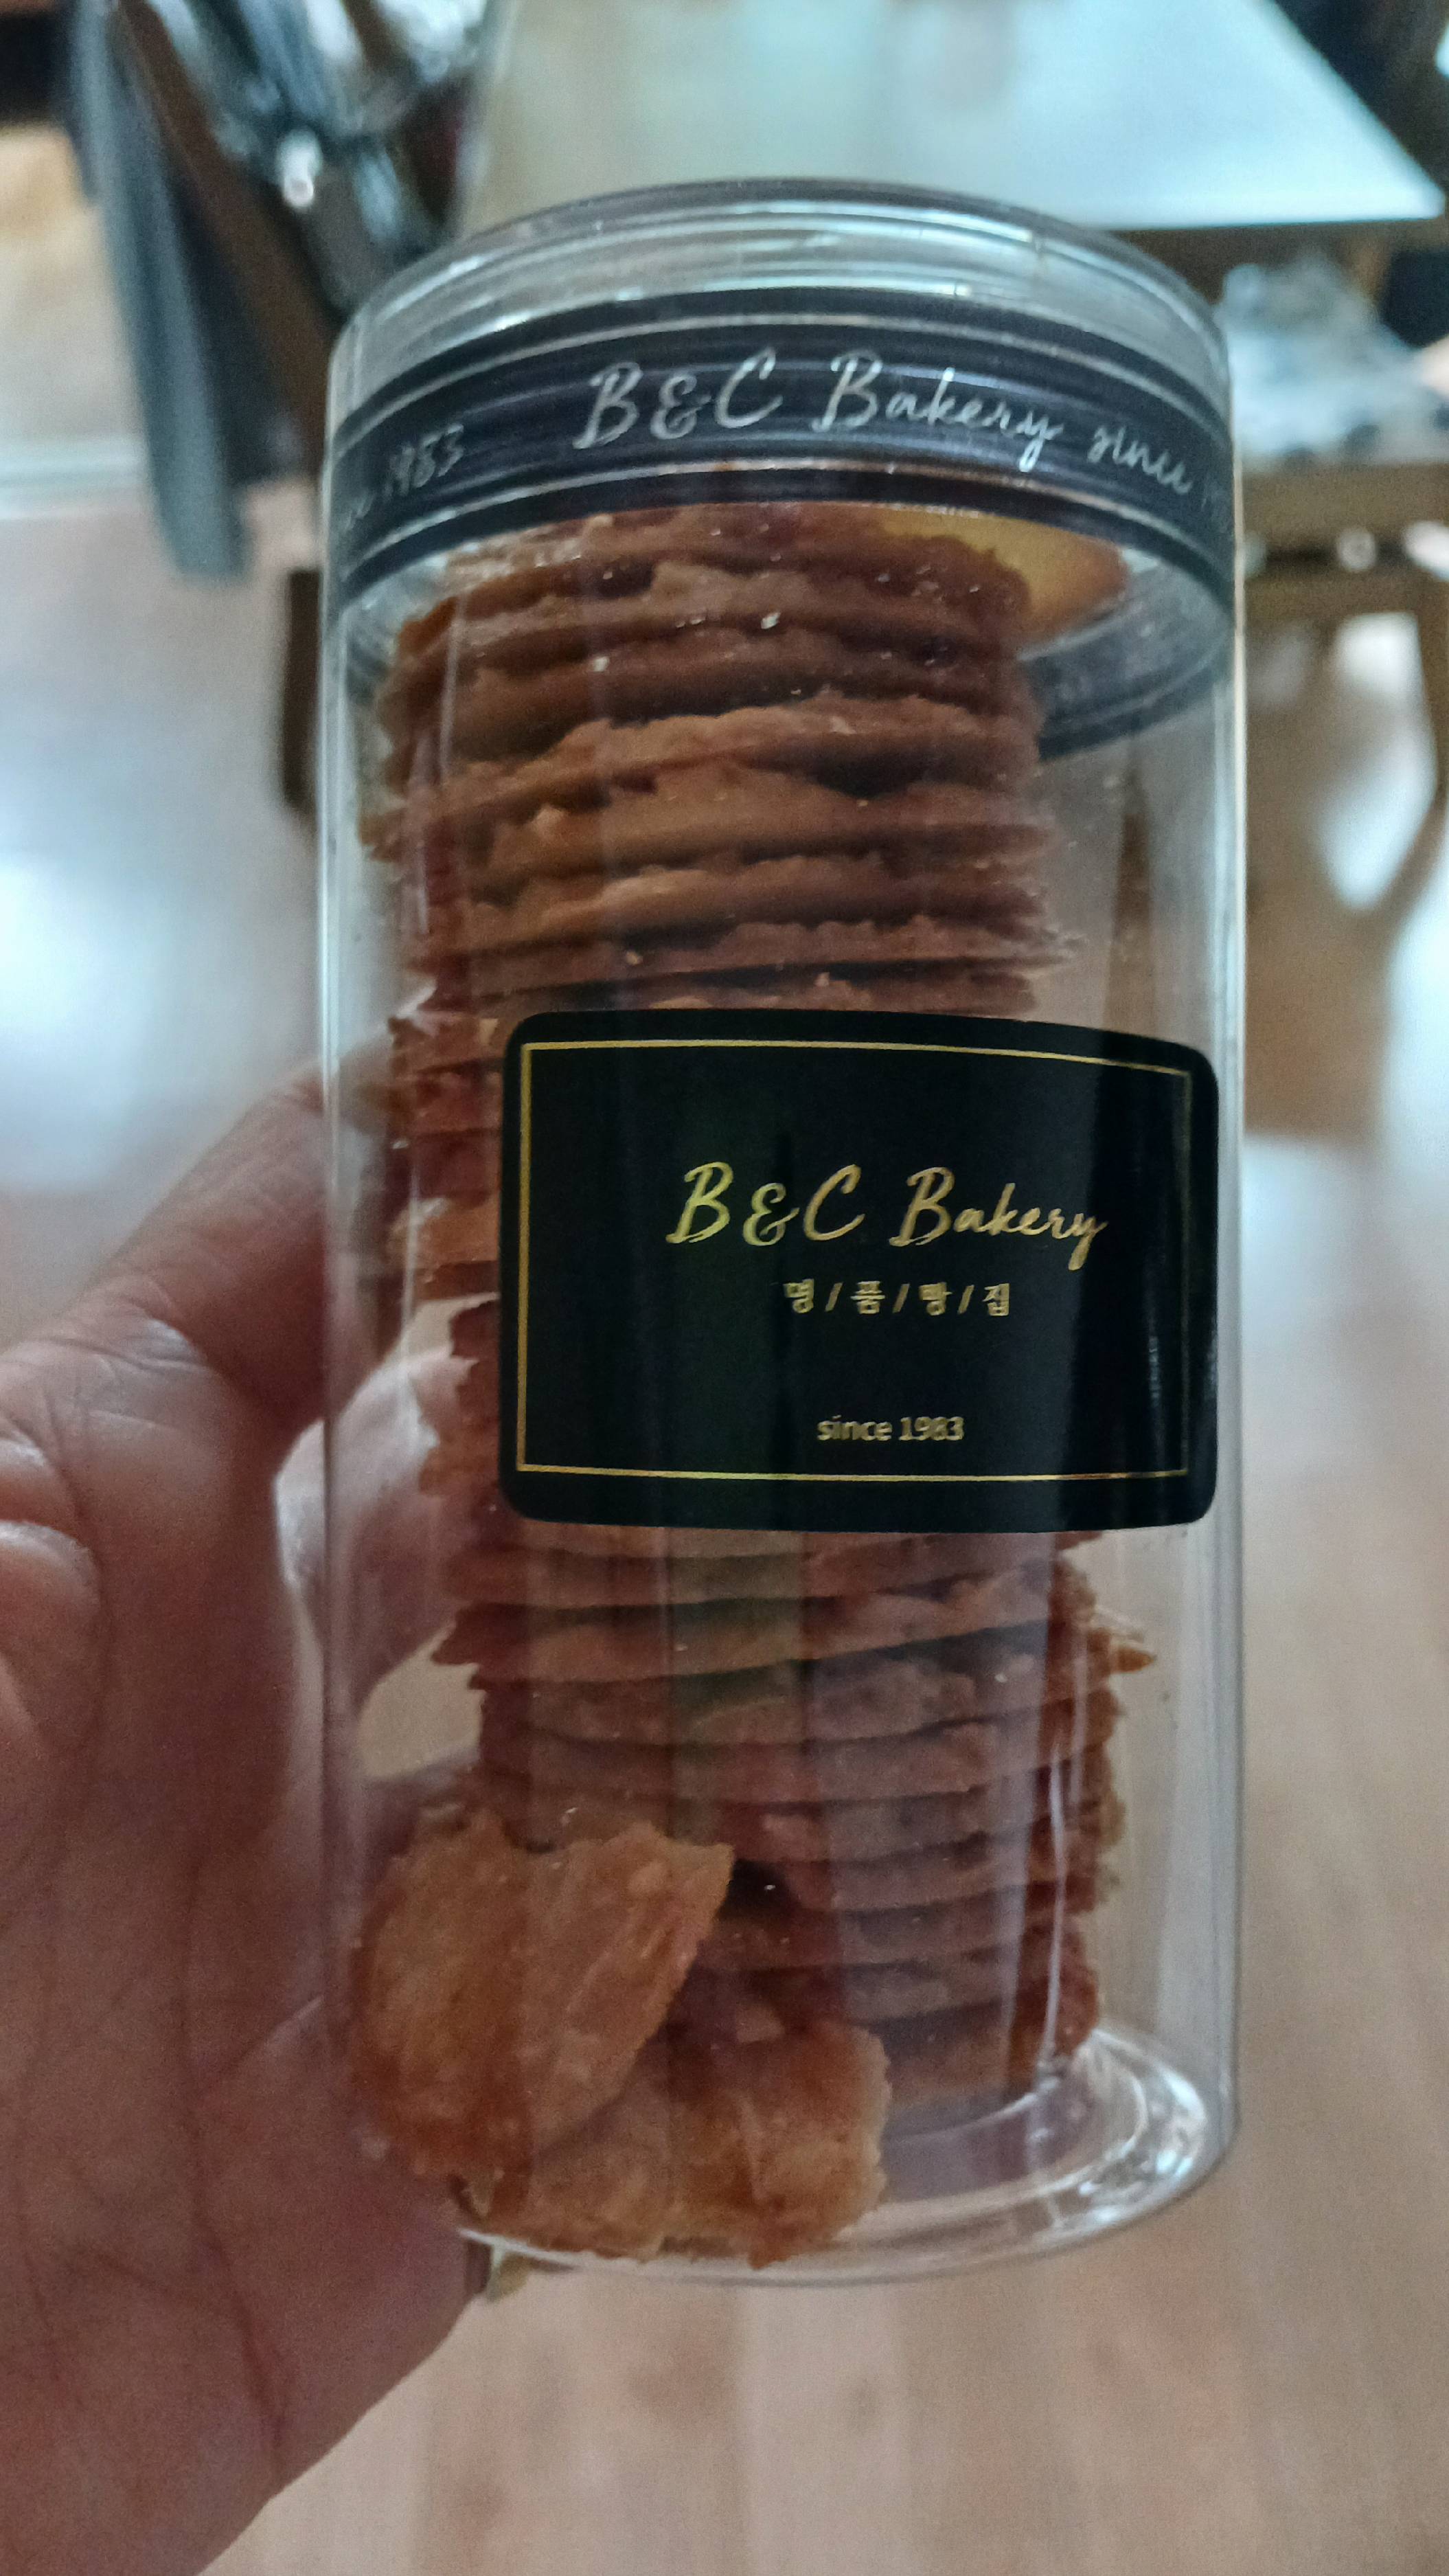 1983 B&C Bakery since
B&C Bakery
명/품/빵/집
since 1983